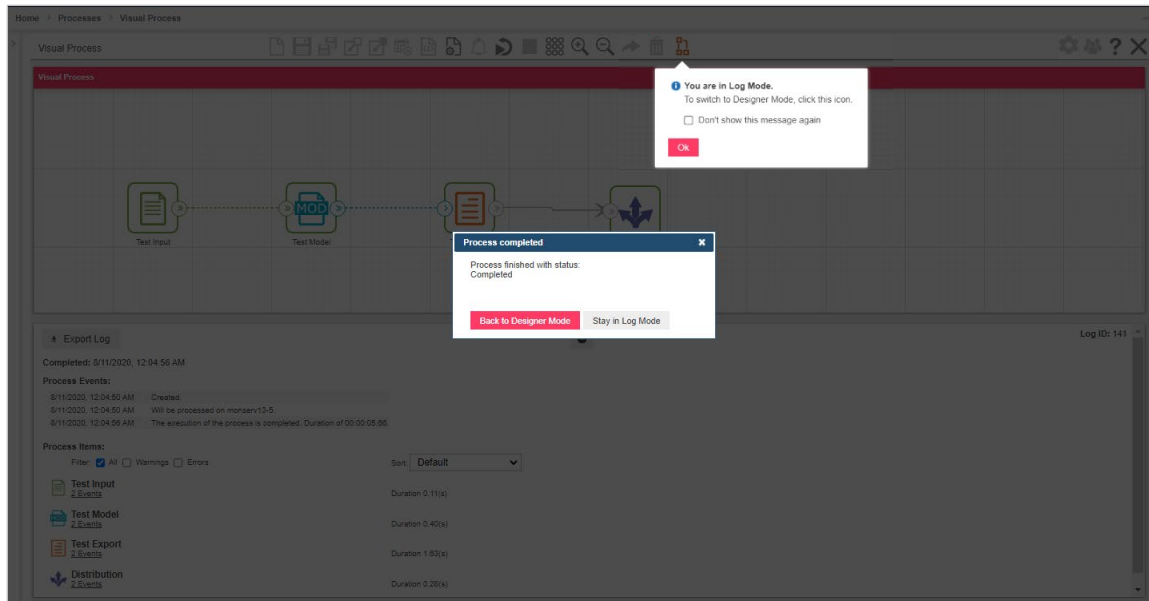 Home > Processes > Visual Process
Visual Process
Visual Process
You are in Log Mode.
To switch to Designer Mode, click this icon.
Don't show this message again
Ok
MOD
Test Input
Test Model
Process completed
Process finished with status:
Completed
Back to Designer Mode
Stay in Log Mode
Export Log
Log ID: 141
Completed: 8/11/2020, 12:04:56 AM
Process Events:
8/11/2020, 12:04:50 AM Created.
8/11/2020, 12:04:50 AM Will be processed on monserv13-5.
8/11/2020, 12:04:56 AM The execution of the process is completed. Duration of 00:00:05.66.
Process Items:
Filter: All Warnings Errors Sort: Default
Test Input
2 Events Duration 0.11(s)
Test Model
2 Events Duration 0.40(s)
Test Export
2 Events Duration 1.63(s)
Distribution
2 Events Duration 0.28(s)